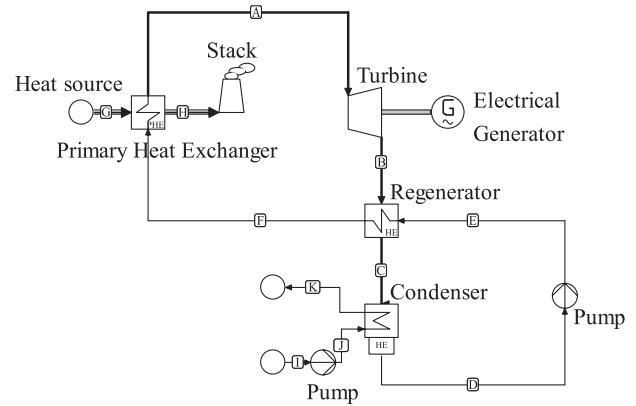 A
Stack
Turbine
Heat source
G
H
PHE
G
Electrical
Generator
Primary Heat Exchanger
B
Regenerator
F
E
HE
C
K
Condenser
J
HE
I
Pump
Pump
D